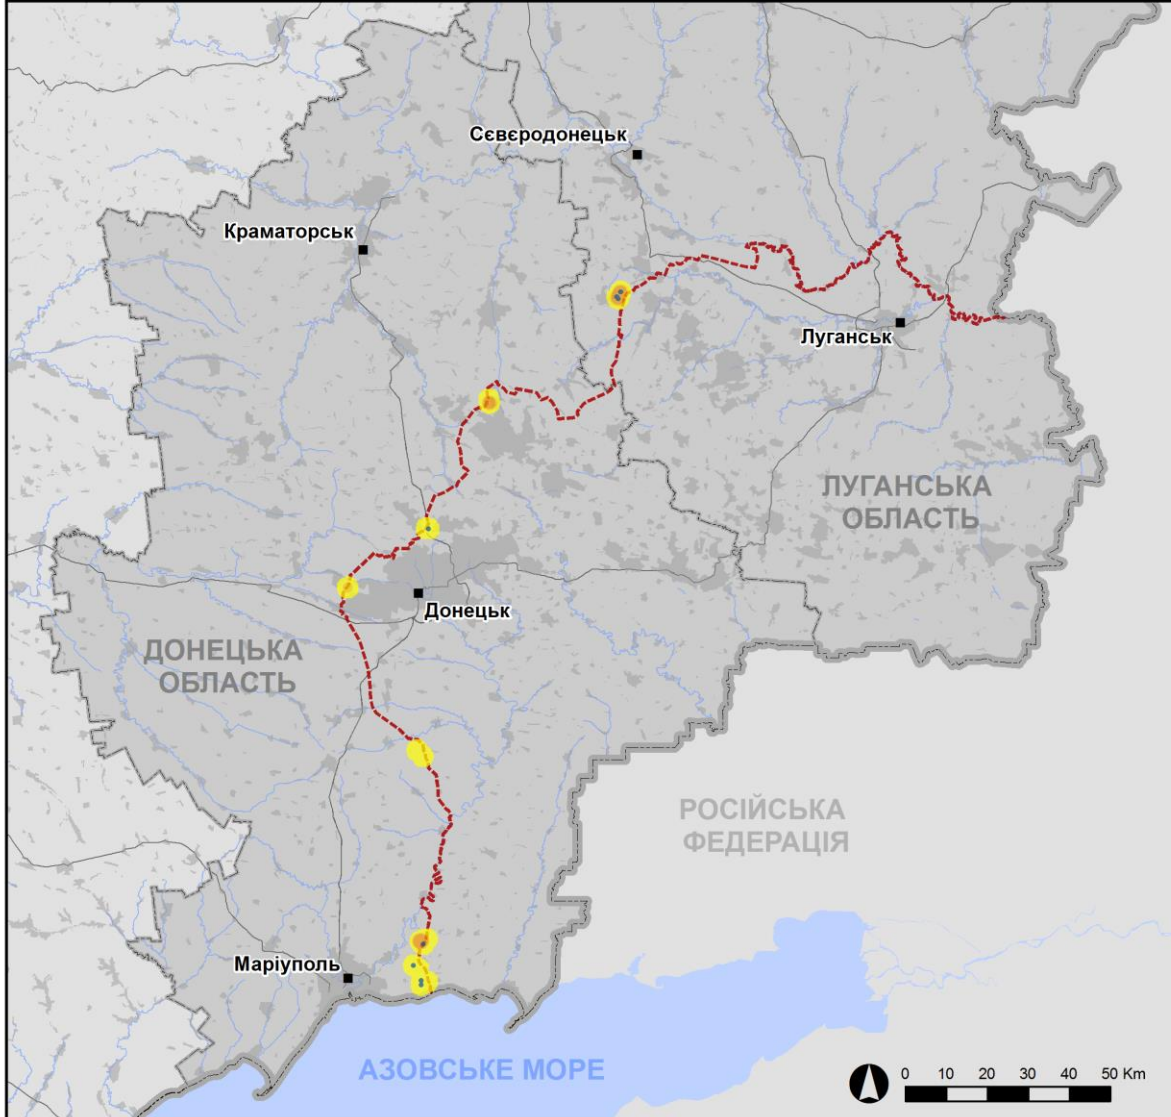 Сєвєродонецьк
Краматорськ
Луганськ
ЛУГАНСЬКА
ОБЛАСТЬ
Донецьк
ДОНЕЦЬКА
ОБЛАСТЬ
РОСІЙСЬКА
ФЕДЕРАЦІЯ
Маріуполь
АЗОВСЬКЕ МОРЕ
0 10 20 30 40 50 Km